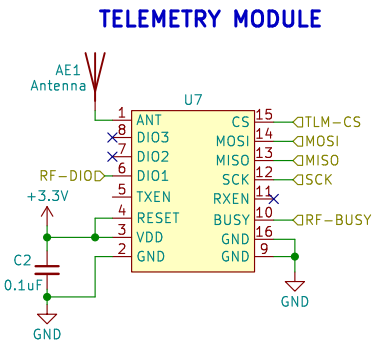 TELEMETRY MODULE
AE1
Antenna
U7
1 ANT
8 DIO3
7 DIO2
RF-DIO 6 DIO1
5 TXEN
+3.3V
4 RESET
3 VDD
2 GND
C2
0.1uF
GND
CS 15 TLM-CS
MOSI 14 MOSI
MISO 13 MISO
SCK 12 SCK
RXEN 11
BUSY 10 RF-BUSY
GND 16
GND 9
GND